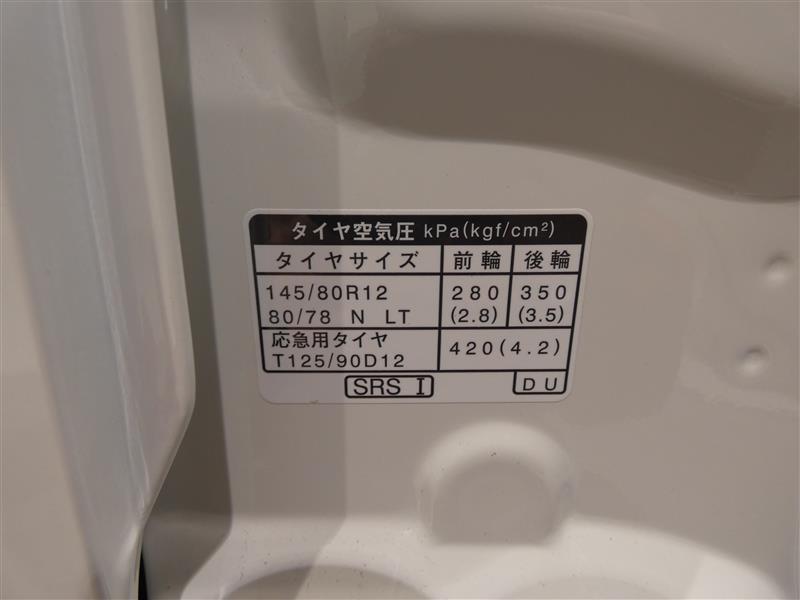 タイヤ空気圧 kPa(kgf/cm²)
タイヤサイズ 前輪 後輪
145/80R12 280 350
80/78 N LT (2.8) (3.5)
応急用タイヤ 420(4.2)
T125/90D12
SRS I DU